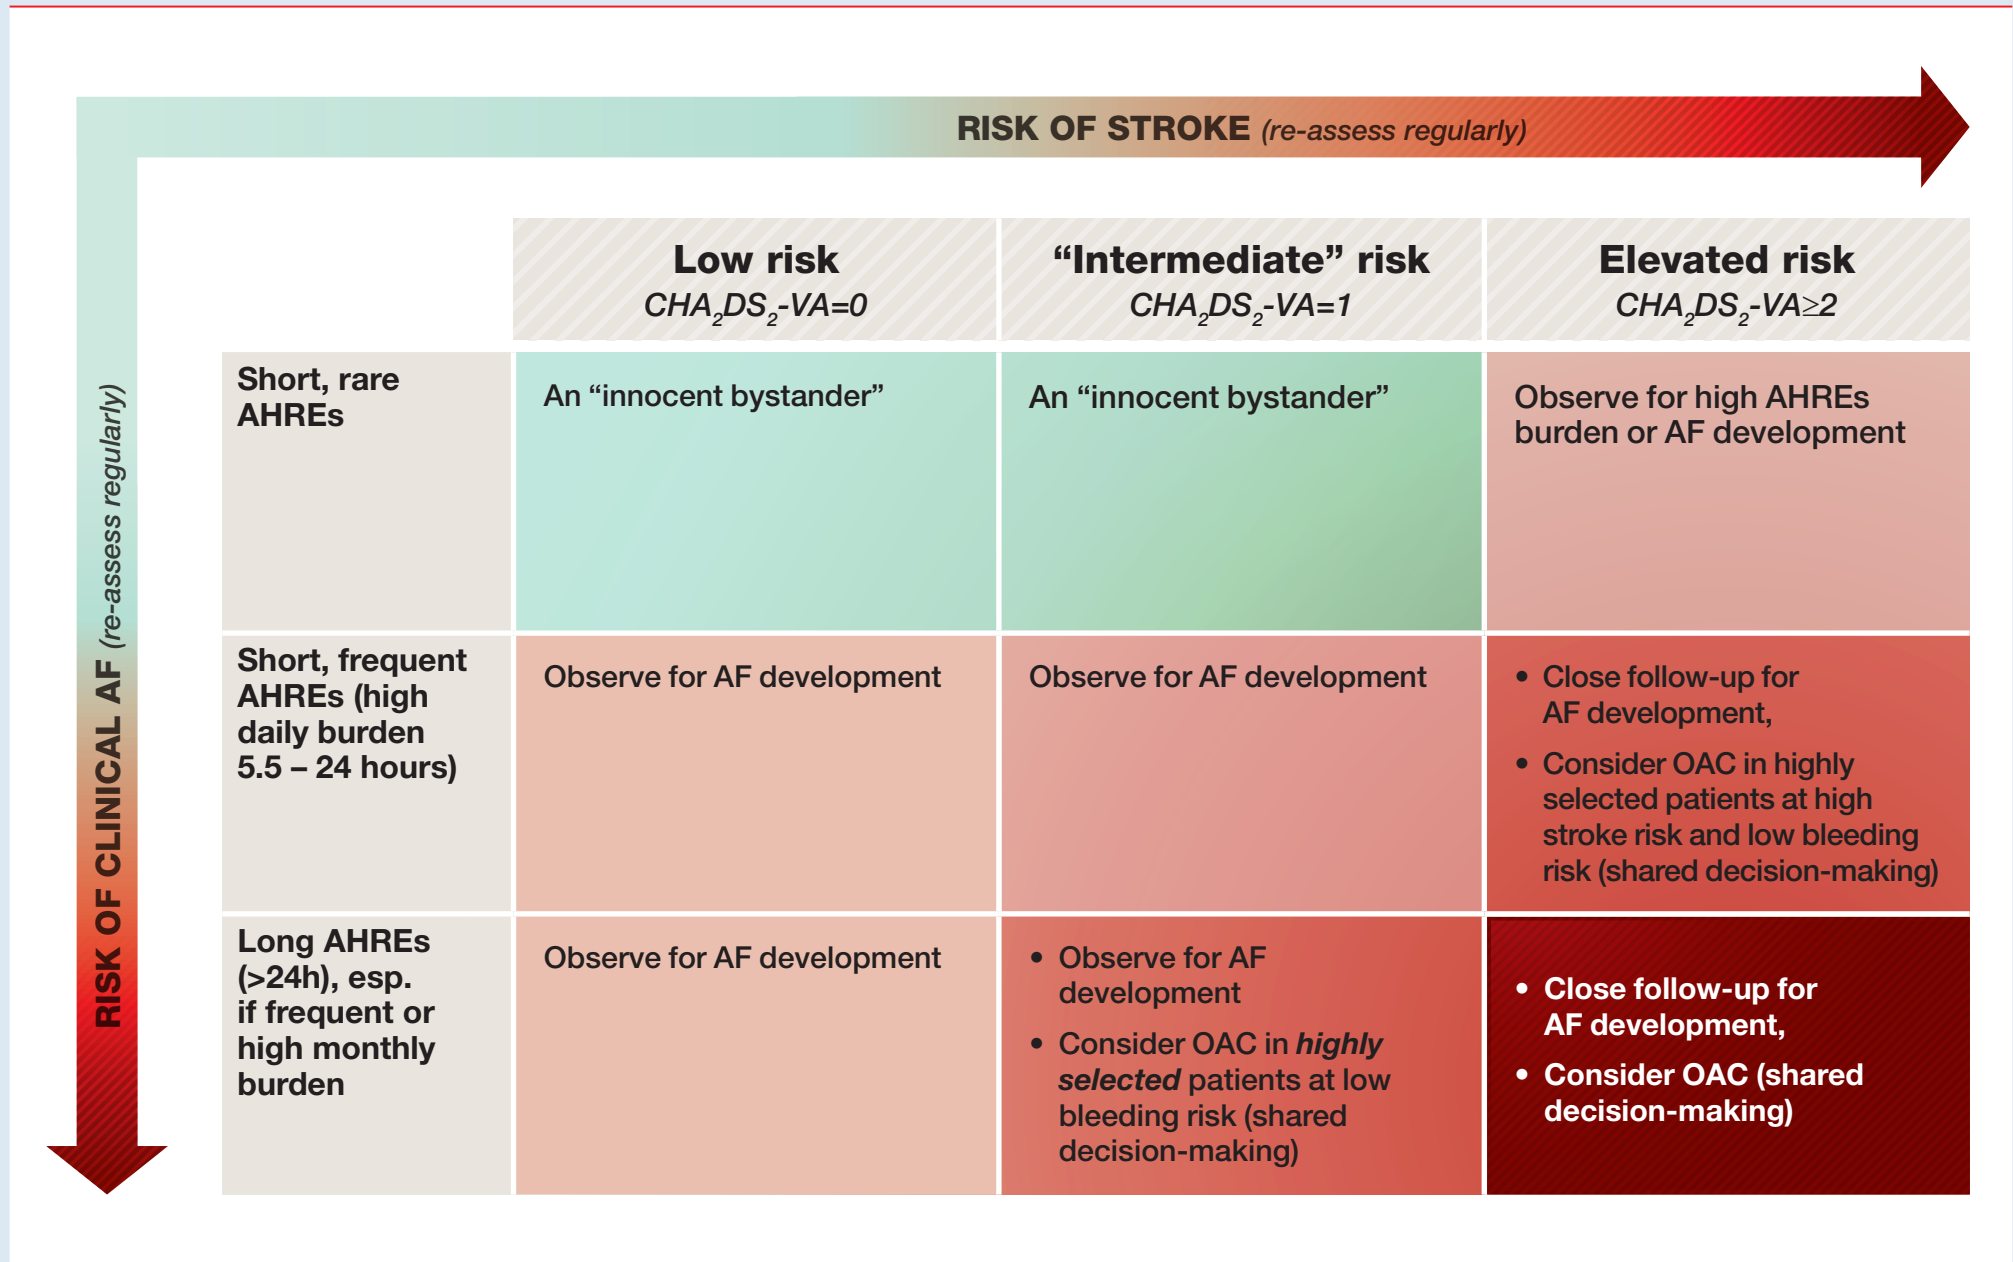 RISK OF STROKE (re-assess regularly)
RISK OF CLINICAL AF (re-assess regularly)
Low risk
CHA₂DS₂-VA=0
“Intermediate” risk
CHA₂DS₂-VA=1
Elevated risk
CHA₂DS₂-VA≥2
Short, rare
AHREs
An “innocent bystander”
An “innocent bystander”
Observe for high AHREs
burden or AF development
Short, frequent
AHREs (high
daily burden
5.5 – 24 hours)
Observe for AF development
Observe for AF development
• Close follow-up for
AF development,
• Consider OAC in highly
selected patients at high
stroke risk and low bleeding
risk (shared decision-making)
Long AHREs
(>24h), esp.
if frequent or
high monthly
burden
Observe for AF development
• Observe for AF
development
• Consider OAC in highly
selected patients at low
bleeding risk (shared
decision-making)
• Close follow-up for
AF development,
• Consider OAC (shared
decision-making)